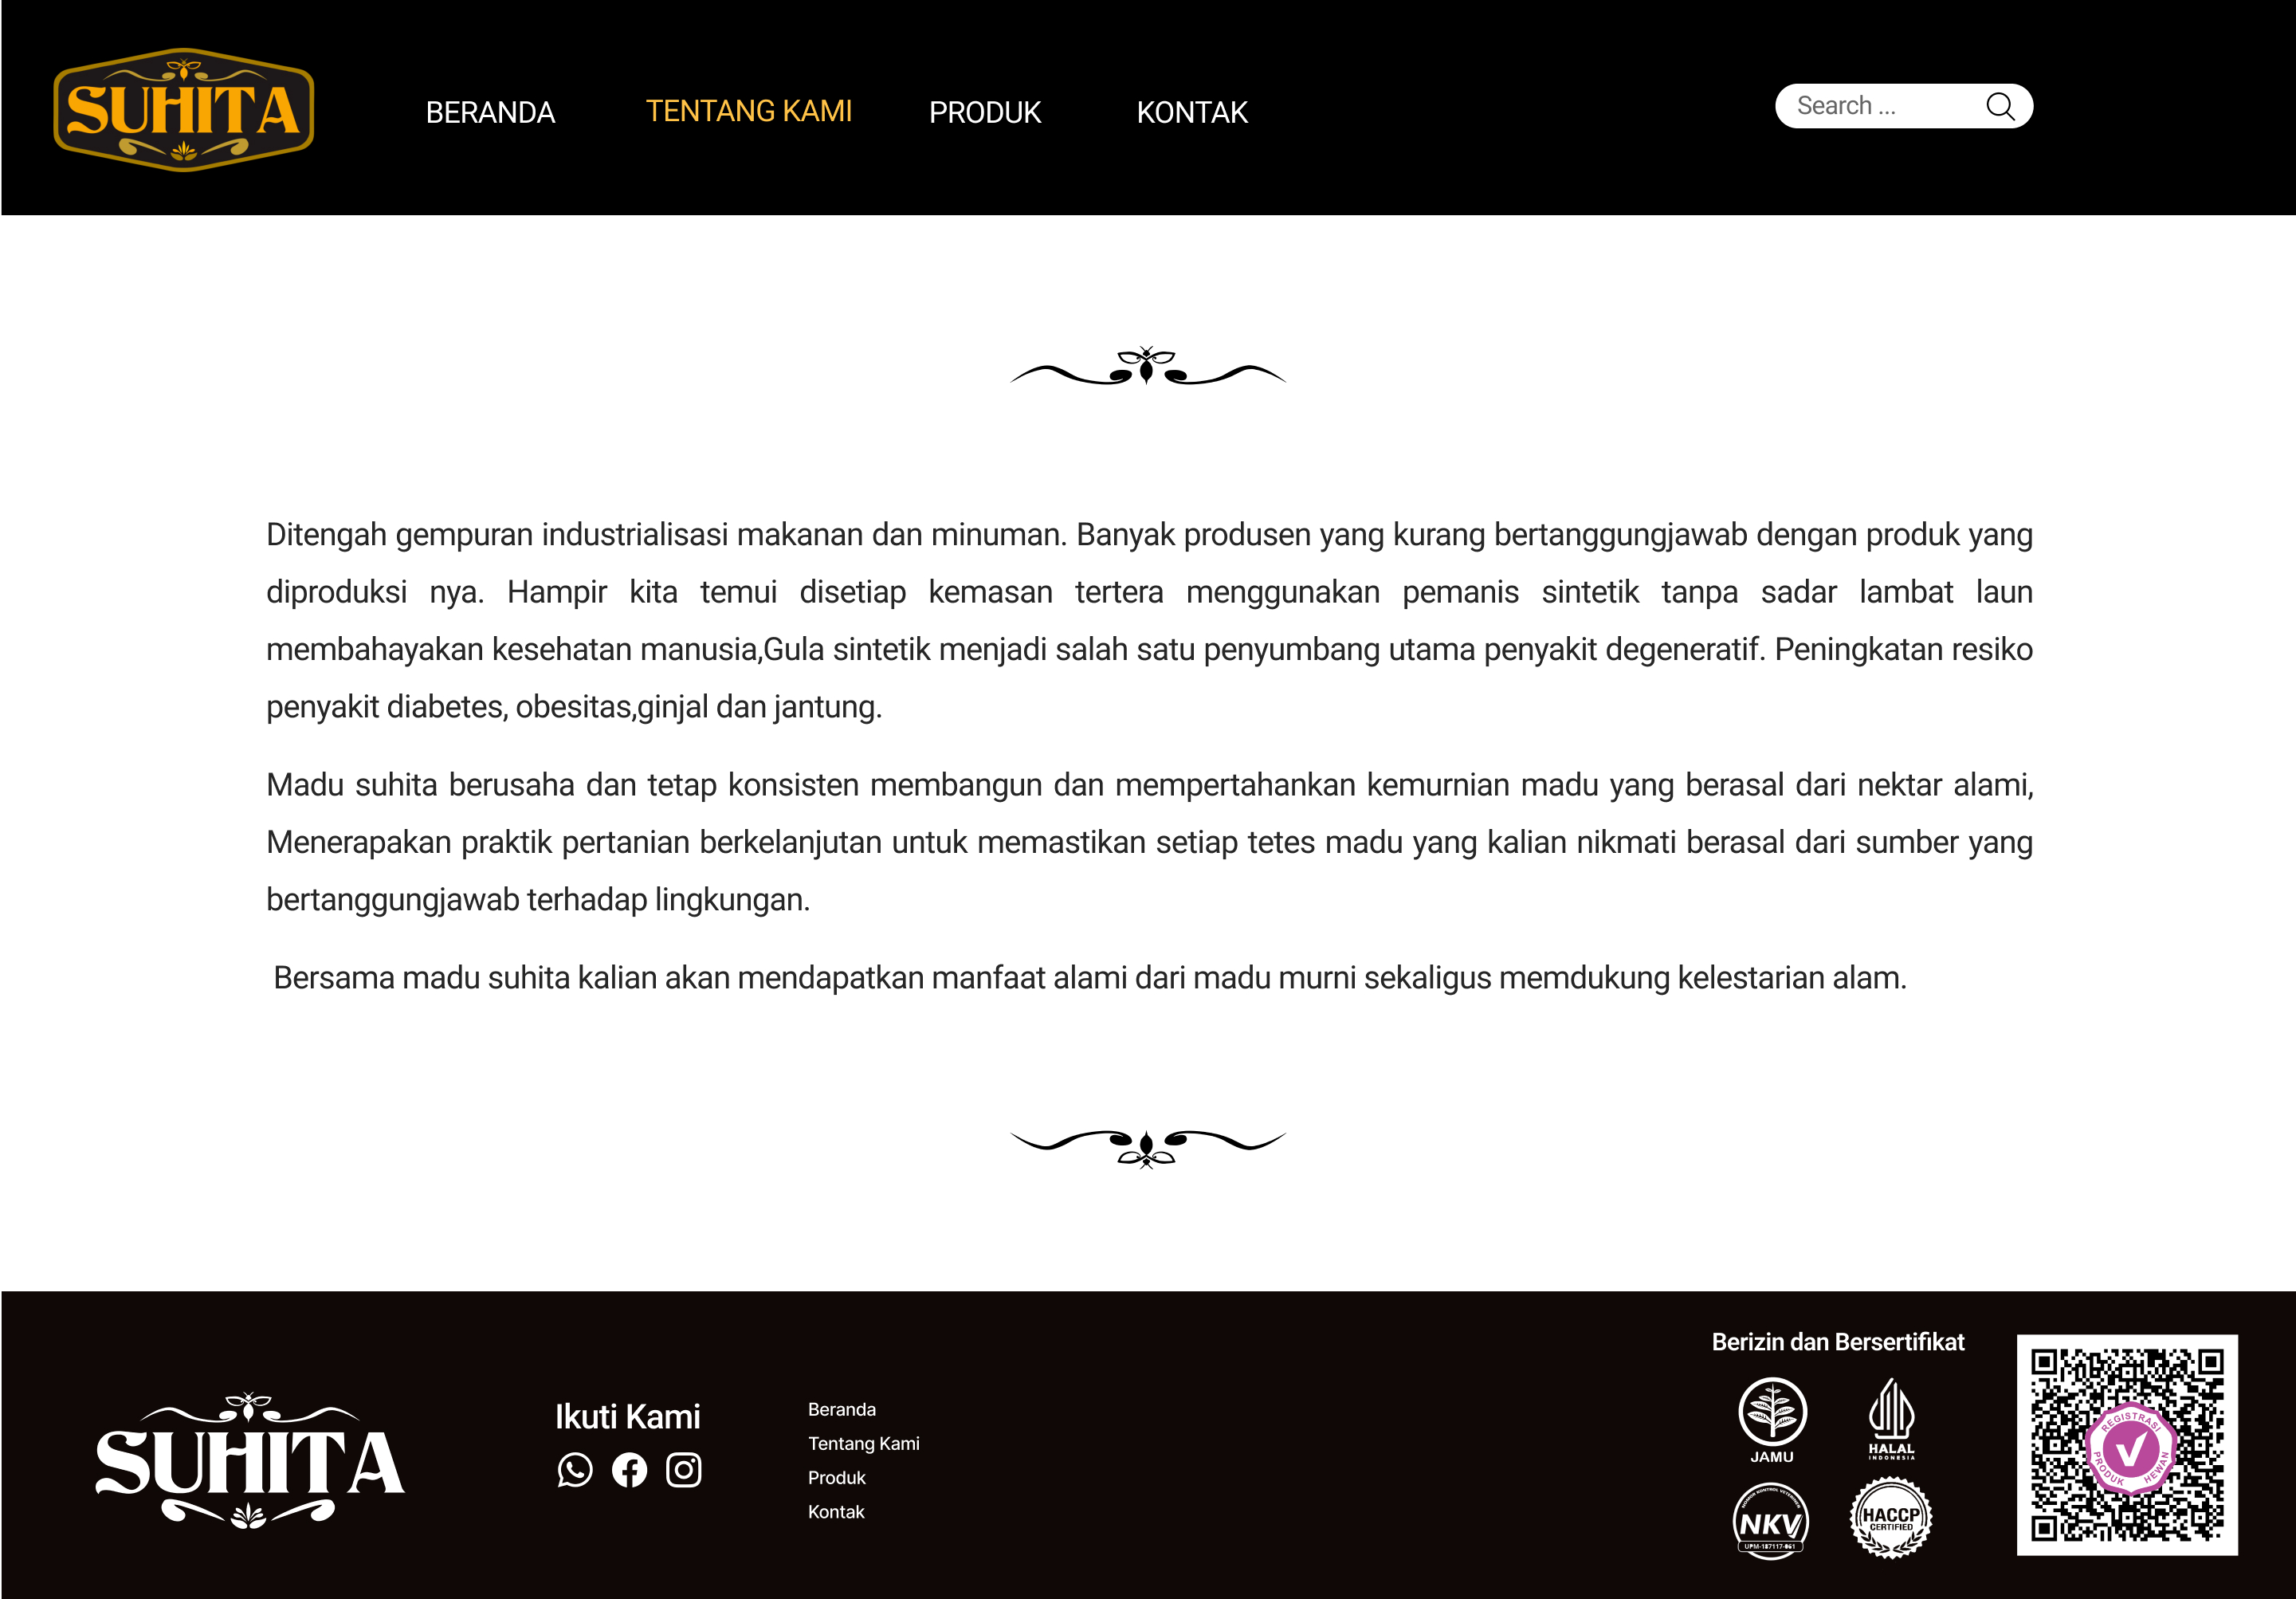 SUHITA
BERANDA
TENTANG KAMI
PRODUK
KONTAK
Search ...
Ditengah gempuran industrialisasi makanan dan minuman. Banyak produsen yang kurang bertanggungjawab dengan produk yang
diproduksi nya. Hampir kita temui disetiap kemasan tertera menggunakan pemanis sintetik tanpa sadar lambat laun
membahayakan kesehatan manusia,Gula sintetik menjadi salah satu penyumbang utama penyakit degeneratif. Peningkatan resiko
penyakit diabetes, obesitas,ginjal dan jantung.
Madu suhita berusaha dan tetap konsisten membangun dan mempertahankan kemurnian madu yang berasal dari nektar alami,
Menerapakan praktik pertanian berkelanjutan untuk memastikan setiap tetes madu yang kalian nikmati berasal dari sumber yang
bertanggungjawab terhadap lingkungan.
Bersama madu suhita kalian akan mendapatkan manfaat alami dari madu murni sekaligus memdukung kelestarian alam.
SUHITA
Ikuti Kami
Beranda
Tentang Kami
Produk
Kontak
Berizin dan Bersertifikat
JAMU
HALAL
INDONESIA
NOMOR KONTROL VETERINER
NKV
UPM-187117-061
HACCP
CERTIFIED
REGISTRASI
PRODUK HEWAN